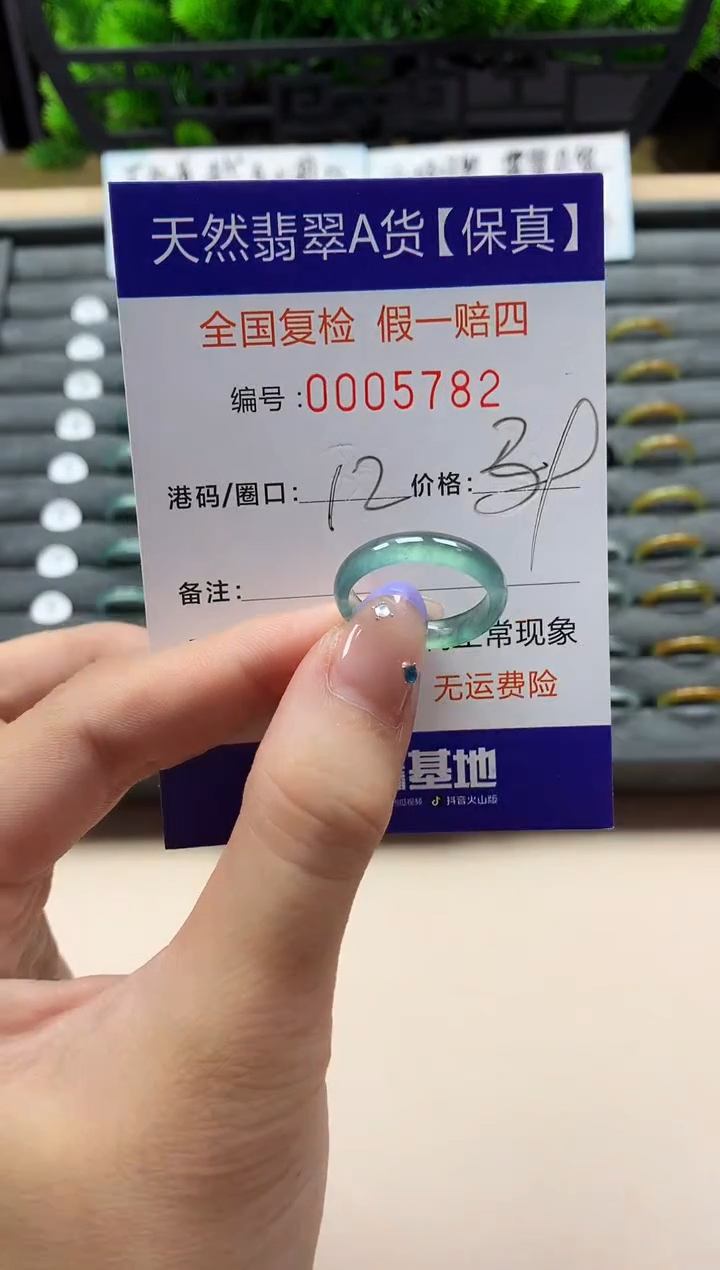 天然翡翠A货【保真】
全国复检 假一赔四
编号:0005782
港码/圈口: 12 价格:
备注:
正常现象
无运费险
基地
抖音火山版